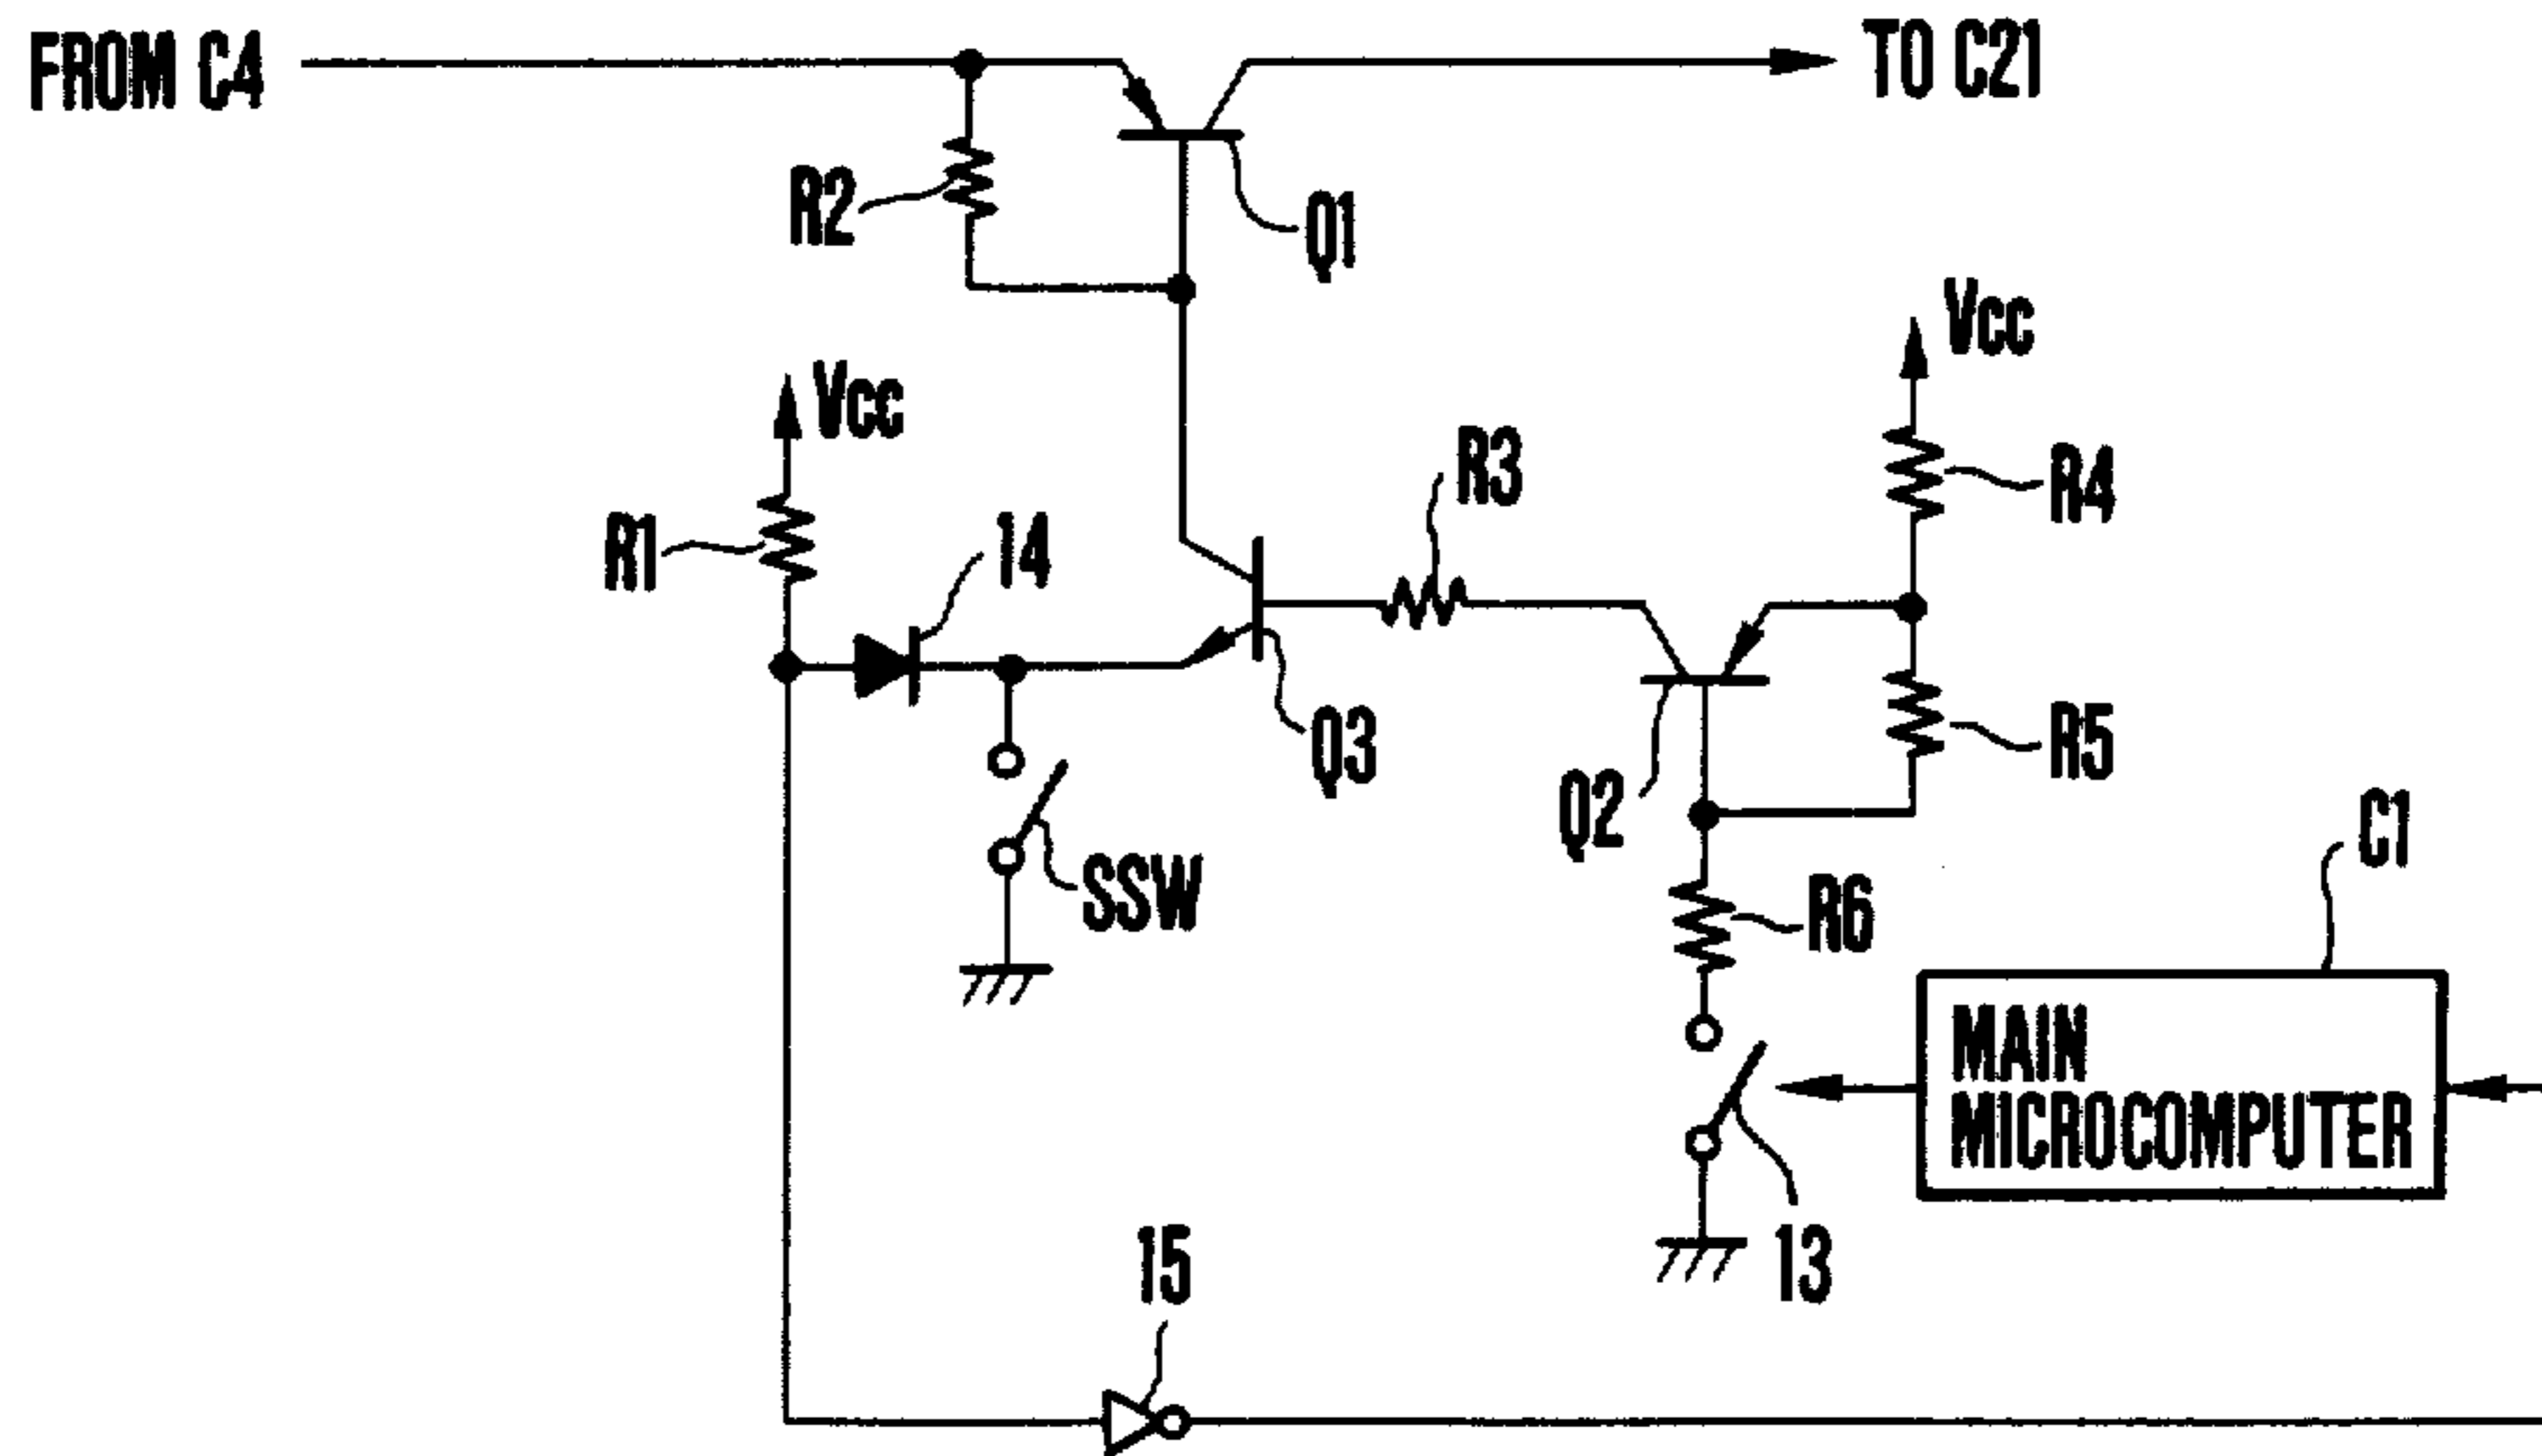 FROM C4
TO C21
R2
Q1
Vcc
Vcc
R3
R4
R1
14
Q3
R5
Q2
C1
SSW
R6
MAIN
MICROCOMPUTER
15
13